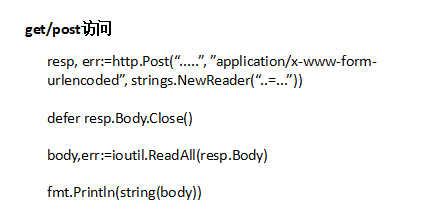 get/post访问
resp, err:=http.Post(“.....”, ”application/x-www-form-
urlencoded”, strings.NewReader(“..=...”))
defer resp.Body.Close()
body,err:=ioutil.ReadAll(resp.Body)
fmt.Println(string(body))